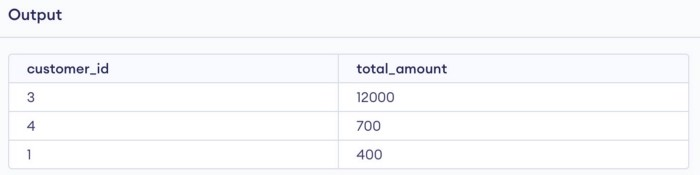 Output
customer_id total_amount
3 12000
4 700
1 400